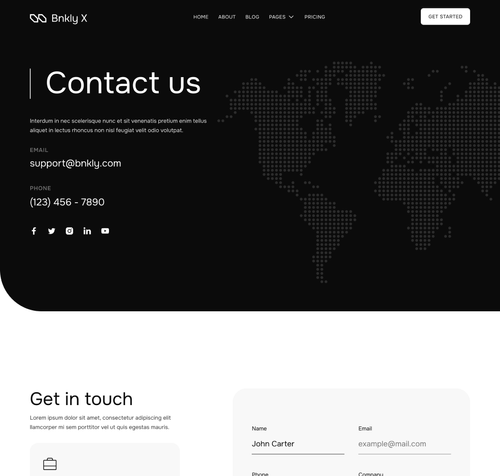 Bnkly X
HOME ABOUT BLOG PAGES PRICING
GET STARTED
Contact us
Interdum in nec scelerisque nunc et sit venenatis pretium enim tellus
aliquet in lectus rhoncus non nisi feugiat velit odio volutpat.
EMAIL
support@bnkly.com
PHONE
(123) 456 - 7890
Get in touch
Lorem ipsum dolor sit amet, consectetur adipiscing elit
llamcorper mi sem porttitor vel ut quis egestas mauris.
Name
John Carter
Email
example@mail.com
Phone
Company